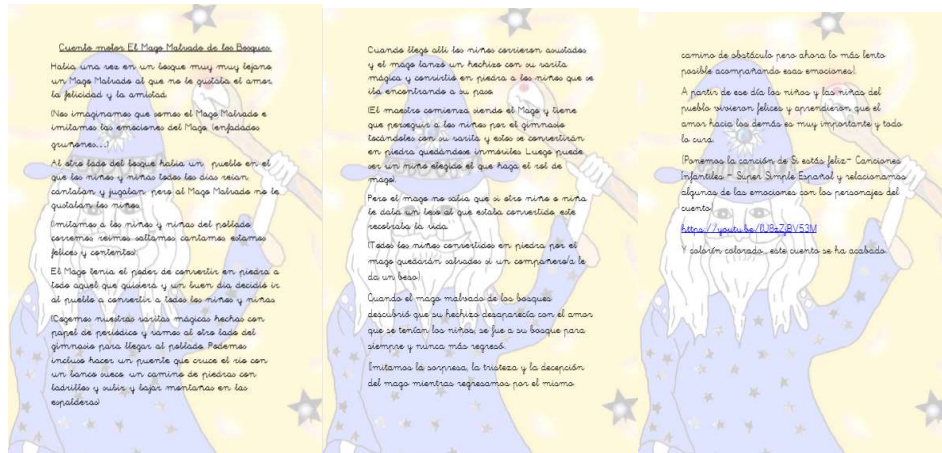 Cuento motor El Mago Malvado de los Bosques
Había una vez en un bosque muy muy lejano
un Mago Malvado al que no le gustaba el amor
la felicidad y la amistad.
(Nos imaginamos que somos el Mago Malvado e
imitamos las emociones del Mago (enfadados
gruñones...)
Al otro lado del bosque había un pueblo en el
que los niños y niñas todos los días reían
cantaban y jugaban pero al Mago Malvado no le
gustaban los niños.
(Imitamos a los niños y niñas del poblado
corremos reímos saltamos, cantamos estamos
felices y contentos).
El Mago tenía el poder de convertir en piedra a
todo aquel que quisiera y un buen día decidió ir
al pueblo a convertir a todos los niños y niñas.
(Cogemos nuestras varitas mágicas hechas con
papel de periódico y vamos al otro lado del
gimnasio para llegar al poblado. Podemos
incluso hacer un puente que cruce el río con
un banco sueco un camino de piedras con
ladrillos y subir y bajar montañas en las
espalderas)
Cuando llegó allí los niños corrieron asustados
y el mago lanzó un hechizo con su varita
mágica y convirtió en piedra a los niños que se
iba encontrando a su paso.
(El maestro comienza siendo el Mago y tiene
que perseguir a los niños por el gimnasio
tocándoles con su varita y estos se convertirán
en piedra quedándose inmóviles. Luego puede
ser un niño elegido el que haga el rol de
mago).
Pero el mago no sabía que si otro niño o niña
le daba un beso al que estaba convertido este
recobraba la vida.
(Todos los niños convertidos en piedra por el
mago quedarán salvados si un compañero/a le
da un beso).
Cuando el mago malvado de los bosques
descubrió que su hechizo desaparecía con el amor
que se tenían los niños, se fue a su bosque para
siempre y nunca más regresó.
(Imitamos la sorpresa, la tristeza y la decepción
del mago mientras regresamos por el mismo
camino de obstáculo pero ahora lo más lento
posible acompañando esas emociones).
A partir de ese día los niños y las niñas del
pueblo vivieron felices y aprendieron que el
amor hacia los demás es muy importante y todo
lo cura.
(Ponemos la canción de Si estás feliz- Canciones
Infantiles - Super Simple Español y relacionamos
algunas de las emociones con los personajes del
cuento.
Y colorín colorado... este cuento se ha acabado.